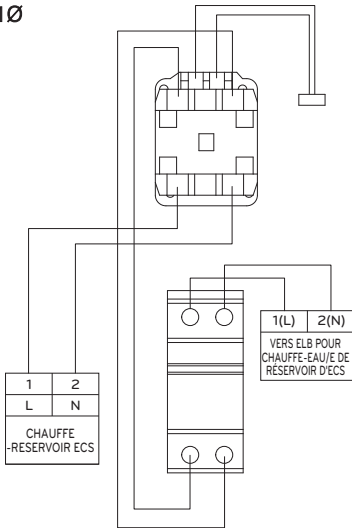 1Ø
1(L) 2(N)
VERS ELB POUR
CHAUFFE-EAU/E DE
RÉSERVOIR D'ECS
1 2
L N
CHAUFFE
-RESERVOIR ECS